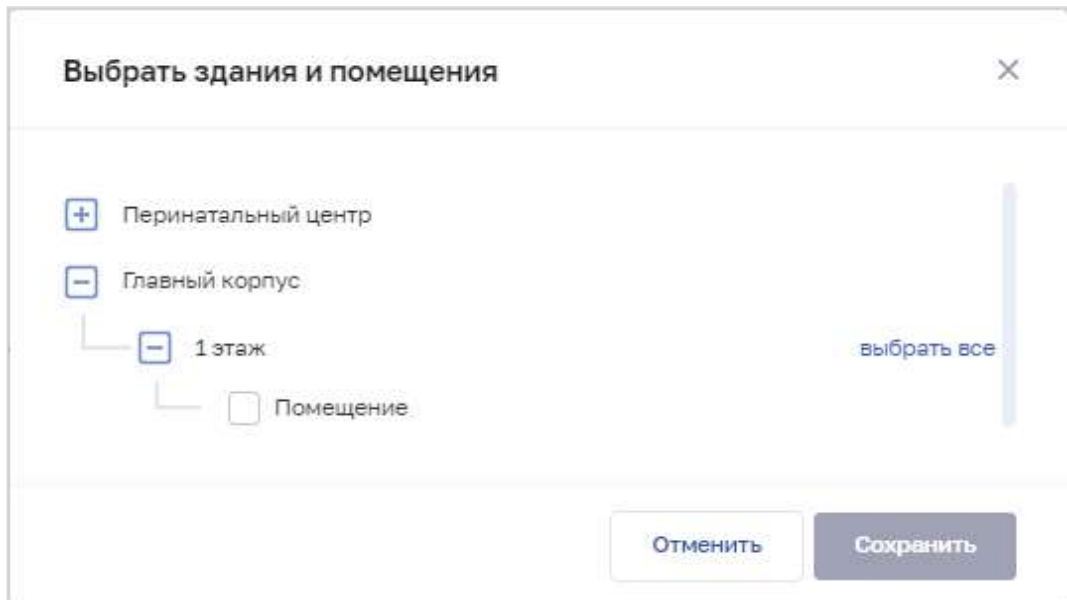 Выбрать здания и помещения
Перинатальный центр
Главный корпус
1 этаж
выбрать все
Помещение
Отменить
Сохранить